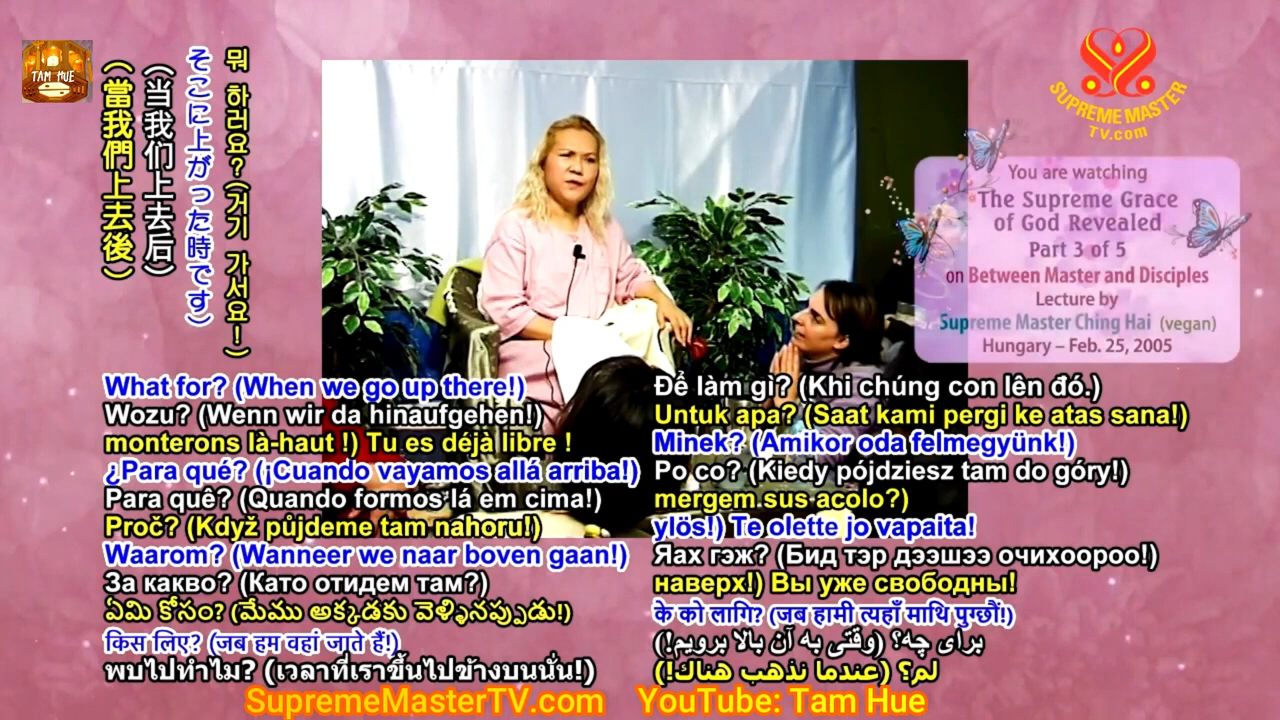 TAM HUE
뭐 하러요? (거기 가서요!)
そこに上がった時です)
(当我们上去后)
(當我們上去後)
SUPREME MASTER
TV.com
You are watching
The Supreme Grace
of God Revealed
Part 3 of 5
on Between Master and Disciples
Lecture by
Supreme Master Ching Hai (vegan)
Hungary – Feb. 25, 2005
What for? (When we go up there!)
Wozu? (Wenn wir da hinaufgehen!)
monterons là-haut !) Tu es déjà libre !
¿Para qué? (¡Cuando vayamos allá arriba!)
Para quê? (Quando formos lá em cima!)
Proč? (Když půjdeme tam nahoru!)
Waarom? (Wanneer we naar boven gaan!)
За какво? (Като отидем там?)
ఏమి కోసం? (మేము అక్కడకు వెళ్ళినప్పుడు!)
किस लिए? (जब हम वहां जाते हैं!)
พบไปทำไม? (เวลาที่เราขึ้นไปข้างบนนั่น!)
Để làm gì? (Khi chúng con lên đó.)
Untuk apa? (Saat kami pergi ke atas sana!)
Minek? (Amikor oda felmegyünk!)
Po co? (Kiedy pójdziesz tam do góry!)
mergem sus acolo?)
ylös!) Te olette jo vapaita!
Яах гэж? (Бид тэр дээшээ очихоороо!)
наверх!) Вы уже свободны!
के को लागि? (जब हामी त्यहाँ माथि पुग्छौं!)
برای چه؟ (وقتی به آن بالا برویم!)
لم؟ (عندما نذهب هناك!)
SupremeMasterTV.com YouTube: Tam Hue